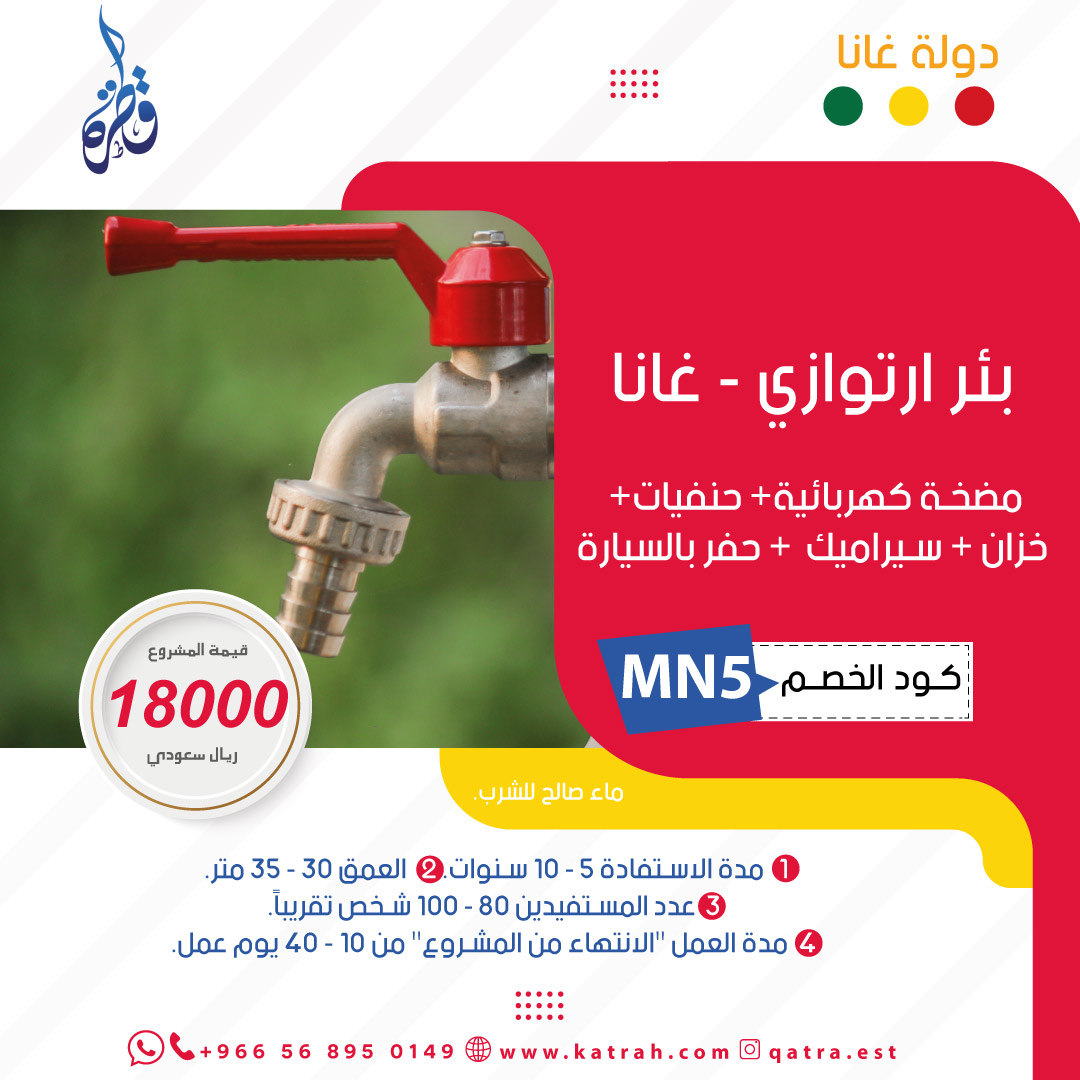 قطرة
دولة غانا
بئر ارتوازي - غانا
مضخة كهربائية+ حنفيات+
خزان + سيراميك + حفر بالسيارة
كود الخصم MN5
قيمة المشروع
18000
ريال سعودي
ماء صالح للشرب.
1 مدة الاستفادة 5 - 10 سنوات. 2 العمق 30 - 35 متر.
3 عدد المستفيدين 80 - 100 شخص تقريباً.
4 مدة العمل "الانتهاء من المشروع" من 10 - 40 يوم عمل.
+966 56 895 0149 www.katrah.com qatra.est